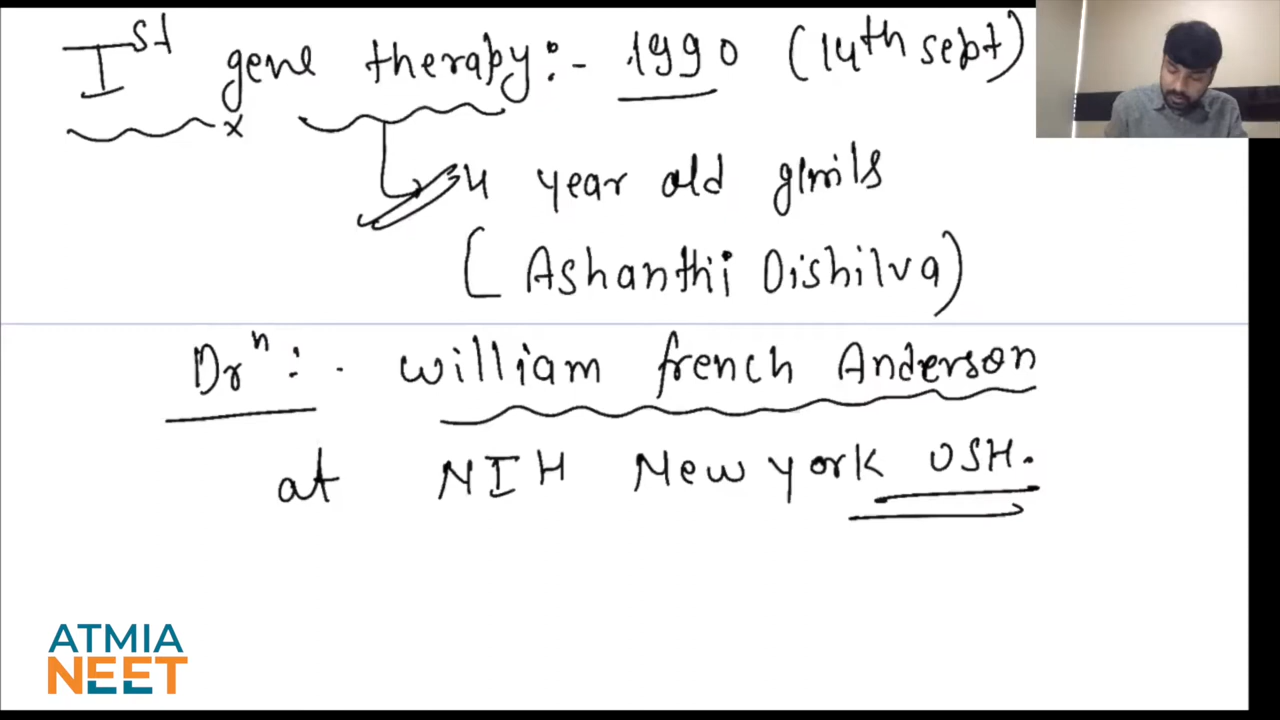 Ist gene therapy:- 1990 (14th sept)
4 year old girls
(Ashanthi Dishilva)
Drn:- William french Anderson
at NIH New york USA.
ATMIA
NEET